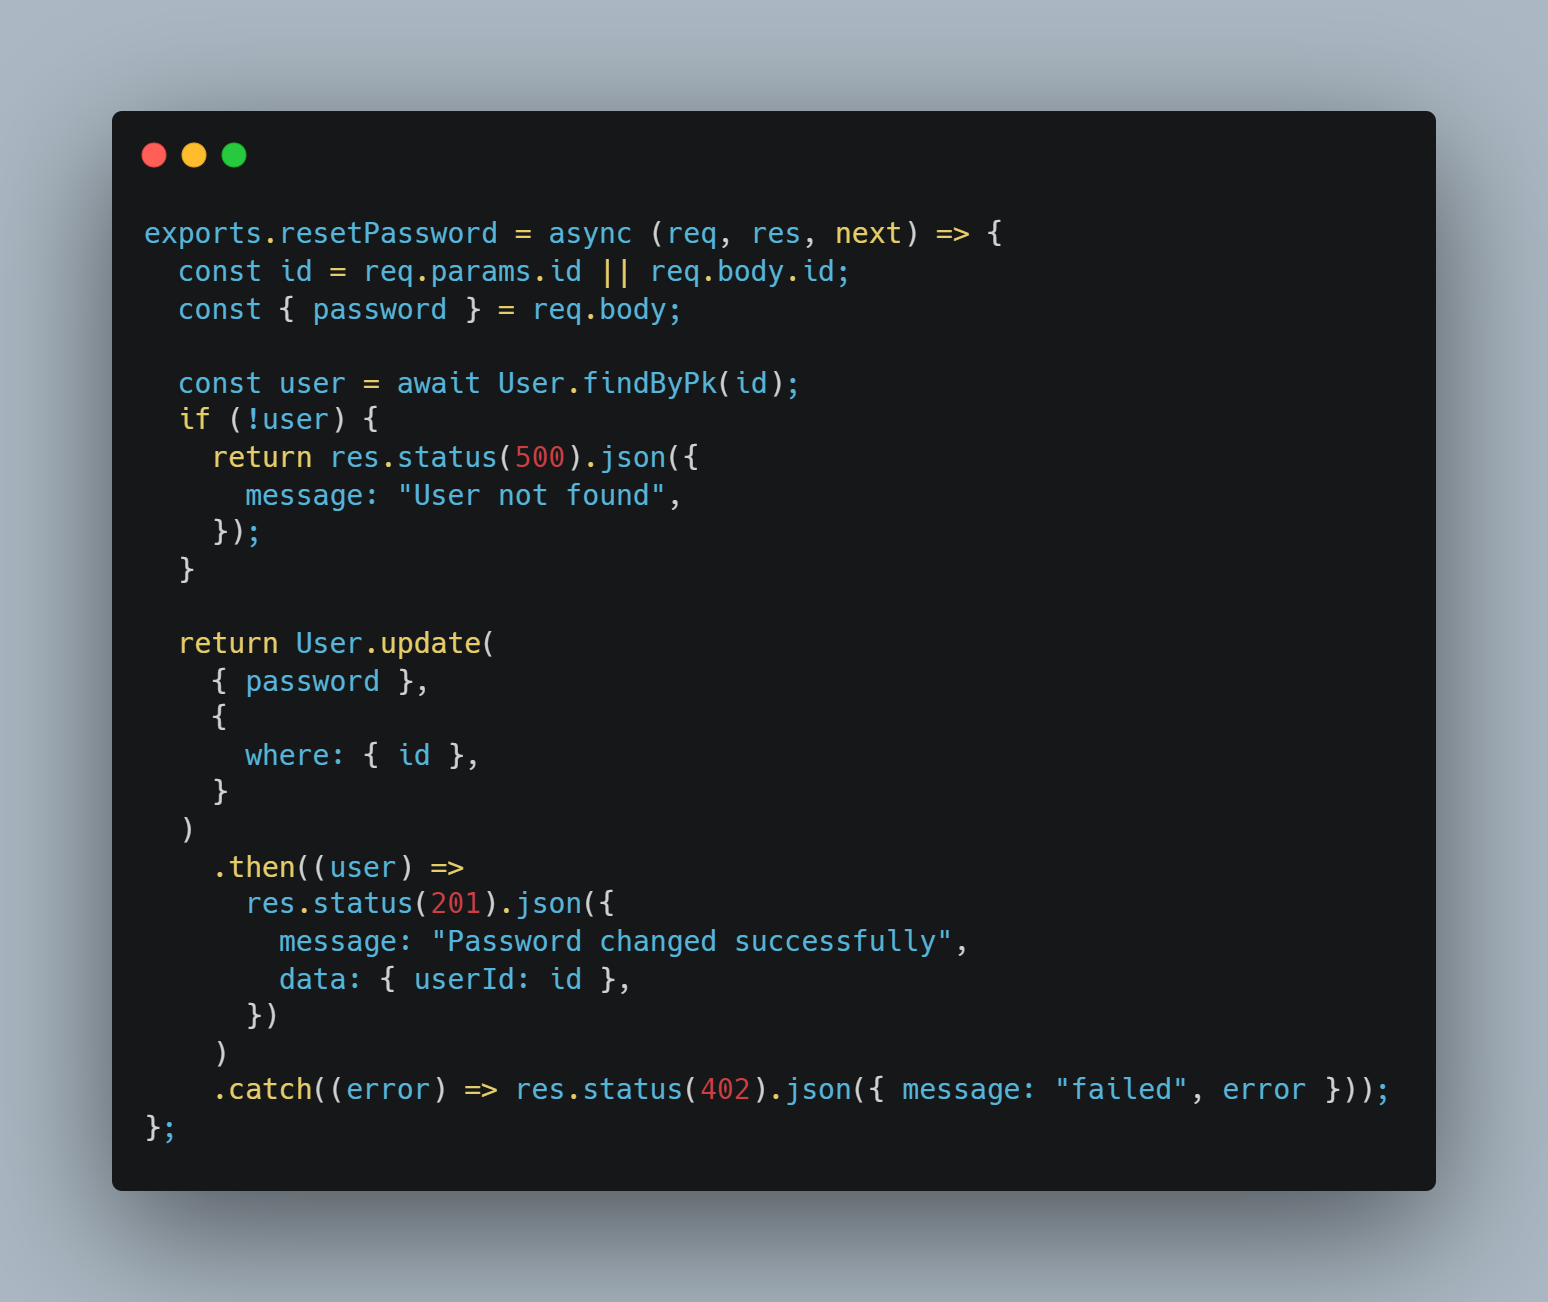 exports.resetPassword = async (req, res, next) => {
  const id = req.params.id || req.body.id;
  const { password } = req.body;

  const user = await User.findByPk(id);
  if (!user) {
    return res.status(500).json({
      message: "User not found",
    });
  }

  return User.update(
    { password },
    {
      where: { id },
    }
  )
    .then((user) =>
      res.status(201).json({
        message: "Password changed successfully",
        data: { userId: id },
      })
    )
    .catch((error) => res.status(402).json({ message: "failed", error }));
};